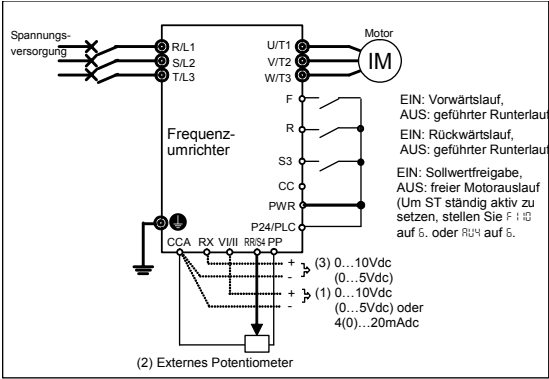 Spannungs-
versorgung
R/L1
S/L2
T/L3
U/T1
V/T2
W/T3
Motor
IM
Frequenz-
umrichter
F
R
S3
CC
PWR
P24/PLC
EIN: Vorwärtslauf,
AUS: geführter Runterlauf
EIN: Rückwärtslauf,
AUS: geführter Runterlauf
EIN: Sollwertfreigabe,
AUS: freier Motorauslauf
(Um ST ständig aktiv zu
setzen, stellen Sie F 110
auf 6. oder AU4 auf 6.
CCA RX VI/II RR/S4 PP
+ (3) 0…10Vdc
- (0…5Vdc)
+ (1) 0…10Vdc
- (0…5Vdc) oder
4(0)…20mAdc
(2) Externes Potentiometer